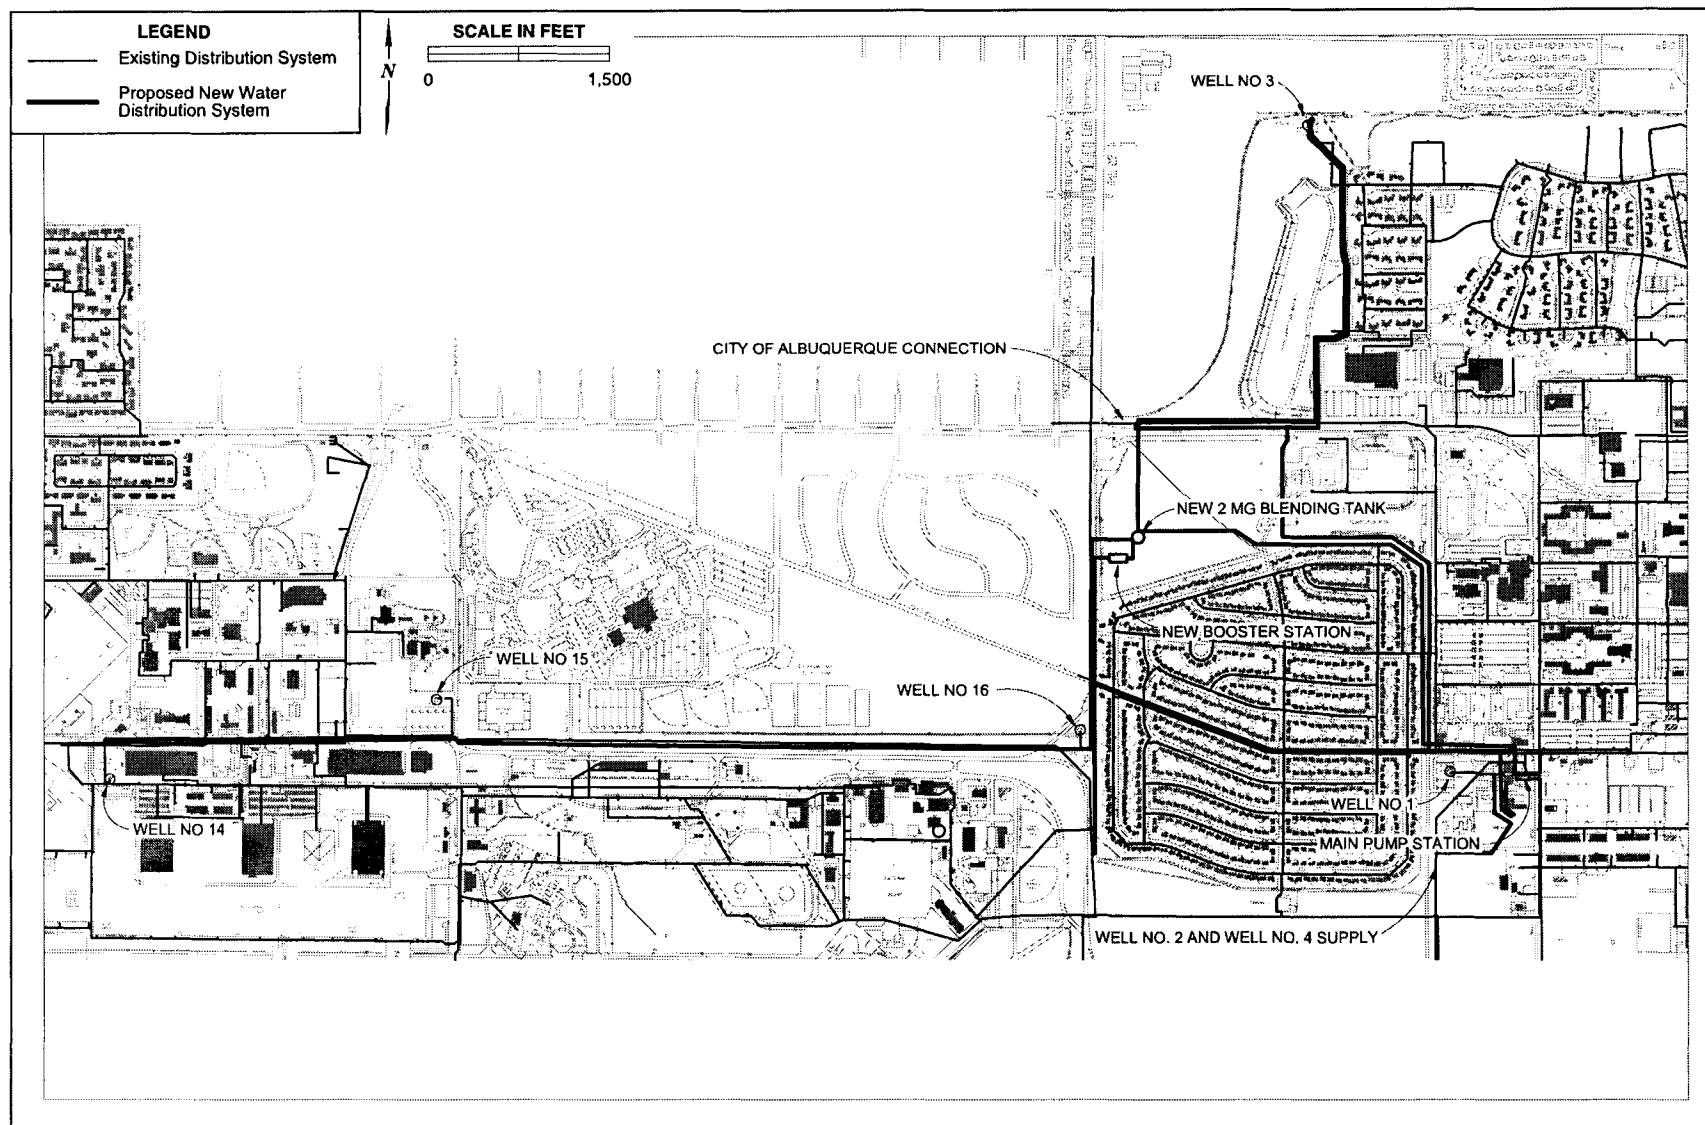 LEGEND
Existing Distribution System
Proposed New Water
Distribution System
N
SCALE IN FEET
0 1,500
WELL NO 3
CITY OF ALBUQUERQUE CONNECTION
NEW 2 MG BLENDING TANK
NEW BOOSTER STATION
WELL NO 15
WELL NO 16
WELL NO 1
WELL NO 14
MAIN PUMP STATION
WELL NO. 2 AND WELL NO. 4 SUPPLY